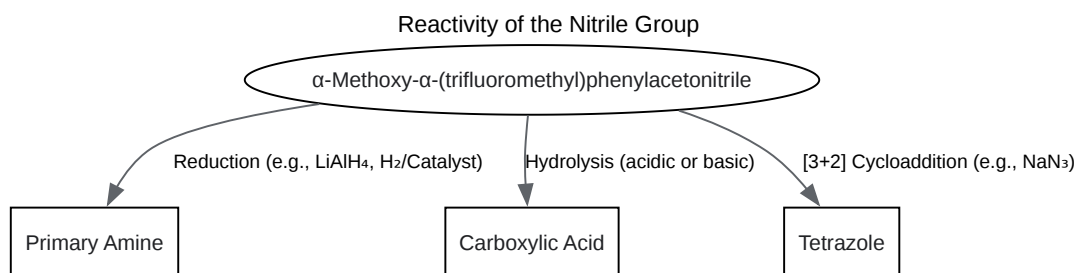 Reactivity of the Nitrile Group
α-Methoxy-α-(trifluoromethyl)phenylacetonitrile
Reduction (e.g., LiAlH₄, H₂/Catalyst)
Hydrolysis (acidic or basic)
[3+2] Cycloaddition (e.g., NaN₃)
Primary Amine
Carboxylic Acid
Tetrazole